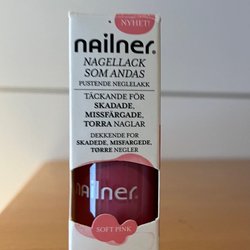 NYHET!
nailner.
NAGELLACK
SOM ANDAS
PUSTENDE NEGLELAKK
TÄCKANDE FÖR
SKADADE,
MISSFÄRGADE,
TORRA NAGLAR
DEKKENDE FOR
SKADEDE, MISFARGEDE,
TØRRE NEGLER
nailner.
SOFT PINK